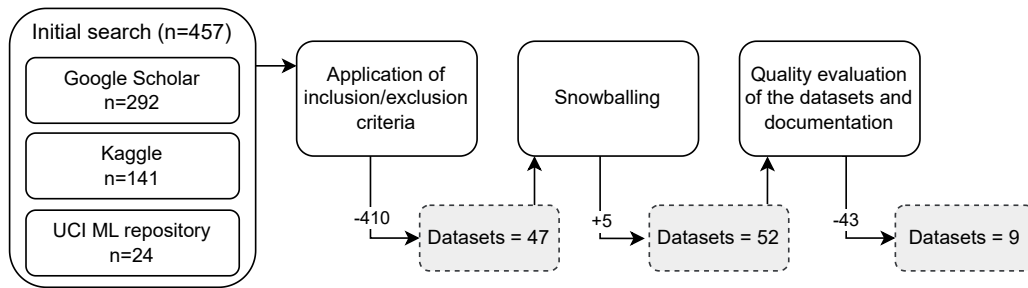 Initial search (n=457)
Google Scholar
n=292
Kaggle
n=141
UCI ML repository
n=24
Application of
inclusion/exclusion
criteria
-410
Datasets = 47
Snowballing
+5
Datasets = 52
Quality evaluation
of the datasets and
documentation
-43
Datasets = 9